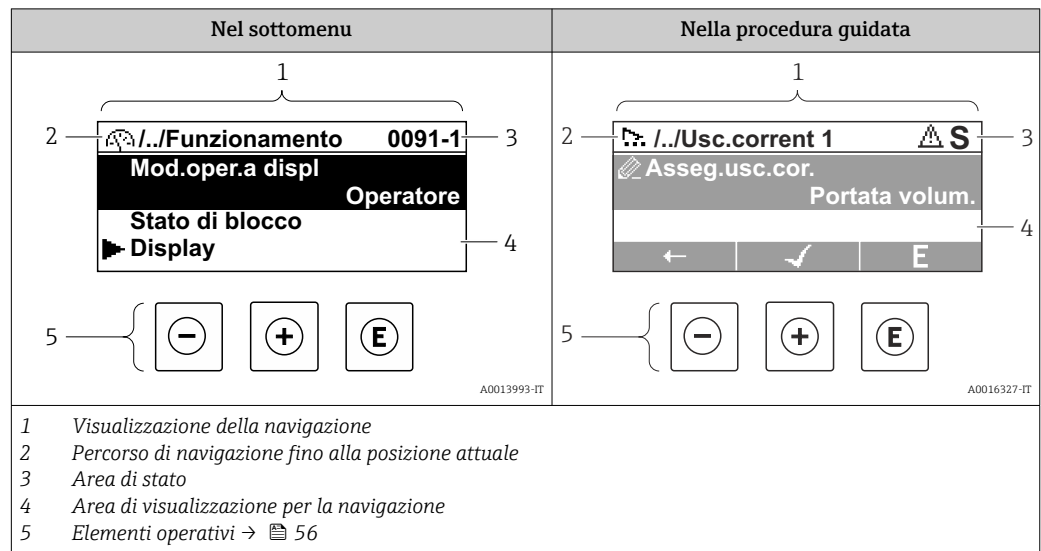 Nel sottomenu
1
2
/../Funzionamento 0091-1
3
Mod.oper.a displ
Operatore
Stato di blocco
Display
4
5
- + E
A0013993-IT
Nella procedura guidata
1
2
/../Usc.corrent 1 S
3
Asseg.usc.cor.
Portata volum.
4
← ✓ E
5
- + E
A0016327-IT
1 Visualizzazione della navigazione
2 Percorso di navigazione fino alla posizione attuale
3 Area di stato
4 Area di visualizzazione per la navigazione
5 Elementi operativi → 56